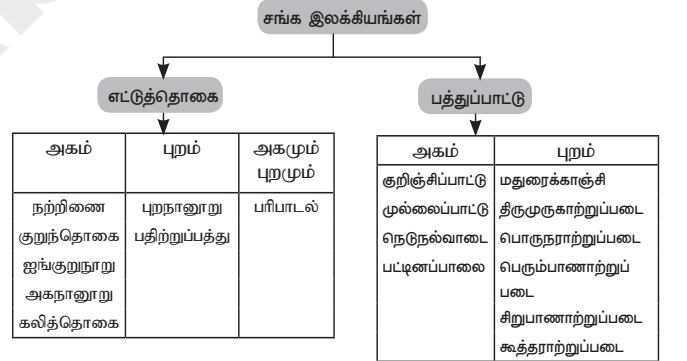 சங்க இலக்கியங்கள்
எட்டுத்தொகை
பத்துப்பாட்டு
அகம் புறம் அகமும்
புறமும்
நற்றிணை புறநானூறு பரிபாடல்
குறுந்தொகை பதிற்றுப்பத்து
ஐங்குறுநூறு
அகநானூறு
கலித்தொகை
அகம் புறம்
குறிஞ்சிப்பாட்டு மதுரைக்காஞ்சி
முல்லைப்பாட்டு திருமுருகாற்றுப்படை
நெடுநல்வாடை பொருநராற்றுப்படை
பட்டினப்பாலை பெரும்பாணாற்றுப்
படை
சிறுபாணாற்றுப்படை
கூத்தராற்றுப்படை